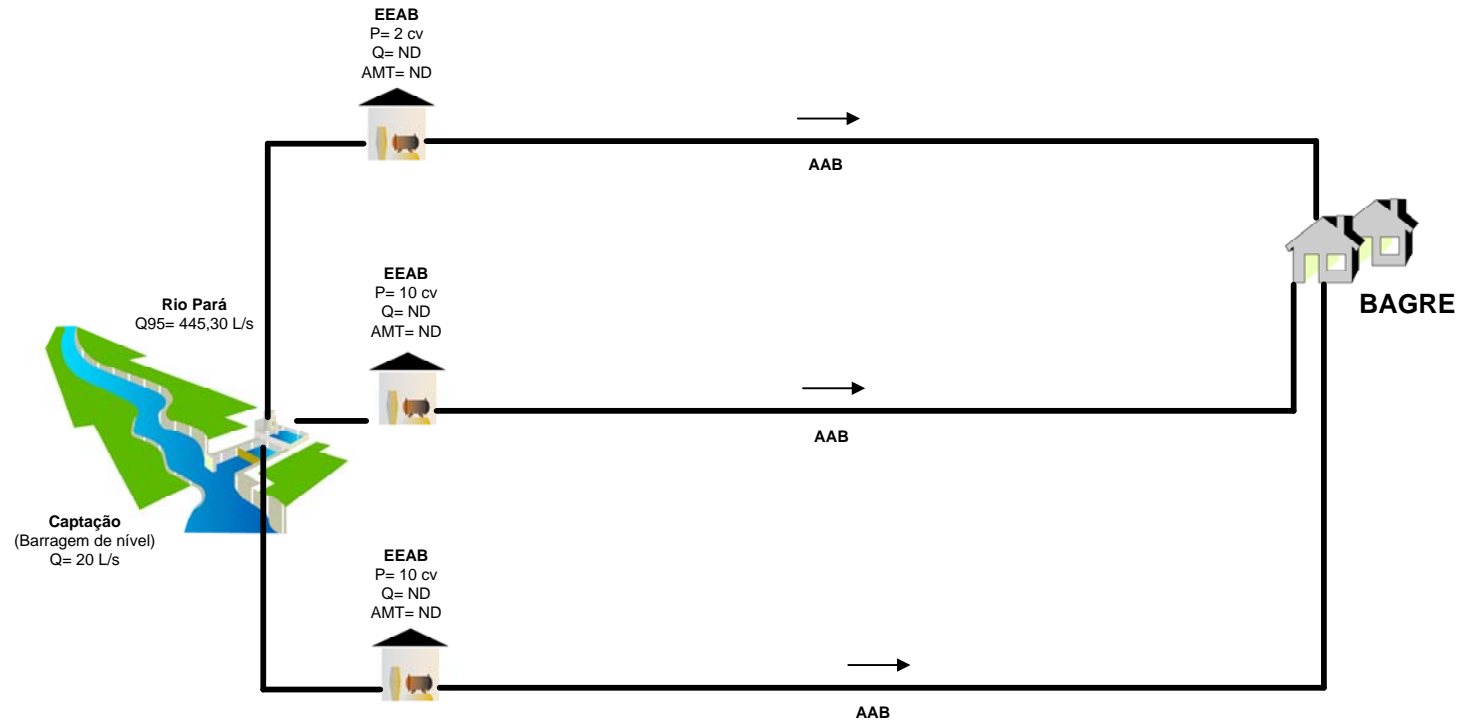 EEAB
P= 2 cv
Q= ND
AMT= ND
AAB
EEAB
P= 10 cv
Q= ND
AMT= ND
Rio Pará
Q95= 445,30 L/s
BAGRE
AAB
Captação
(Barragem de nível)
Q= 20 L/s
EEAB
P= 10 cv
Q= ND
AMT= ND
AAB